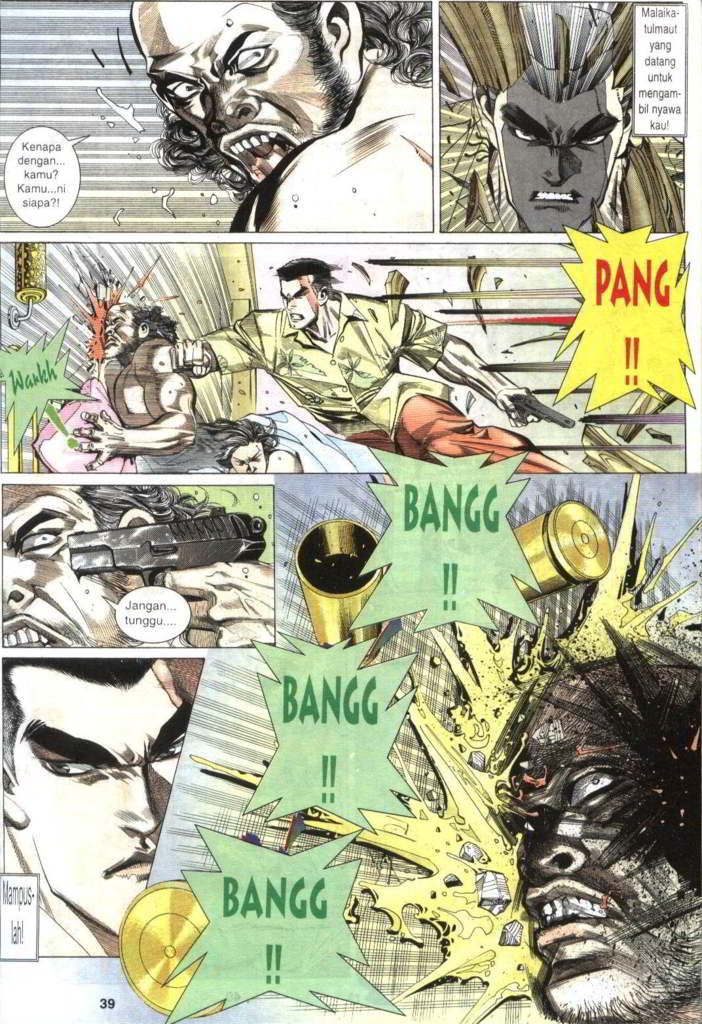 Kenapa
dengan...
kamu?
Kamu...ni
siapa?!
Malaika-
tulmaut
yang
datang
untuk
mengam-
bil nyawa
kau!
PANG
!!
Waukh
!
Jangan...
tunggu....
BANGG
!!
BANGG
!!
Mampus-
lah!
BANGG
!!
39